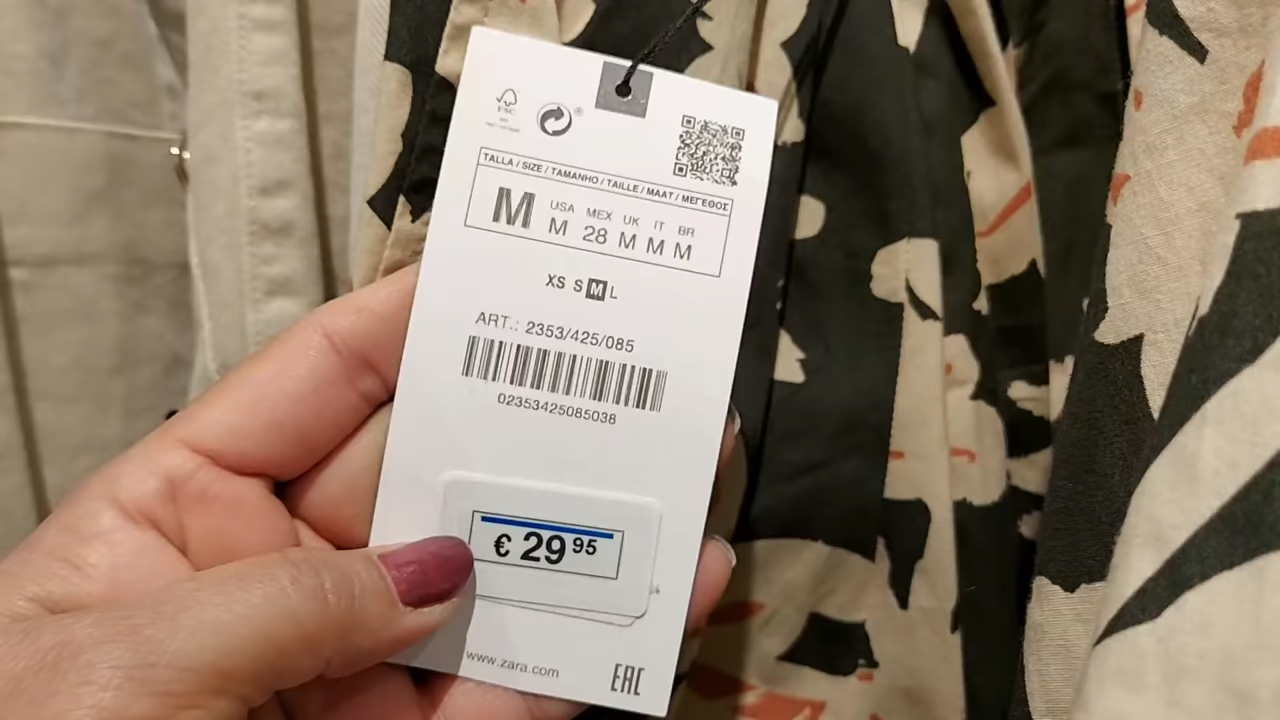 FSC
®
TALLA / SIZE / TAMANHO / TAILLE / MAAT / ΜΕΓΕΘΟΣ
M
USA MEX UK IT BR
M 28 M M M
XS S M L
ART.: 2353/425/085
02353425085038
€ 29 95
www.zara.com
EAC